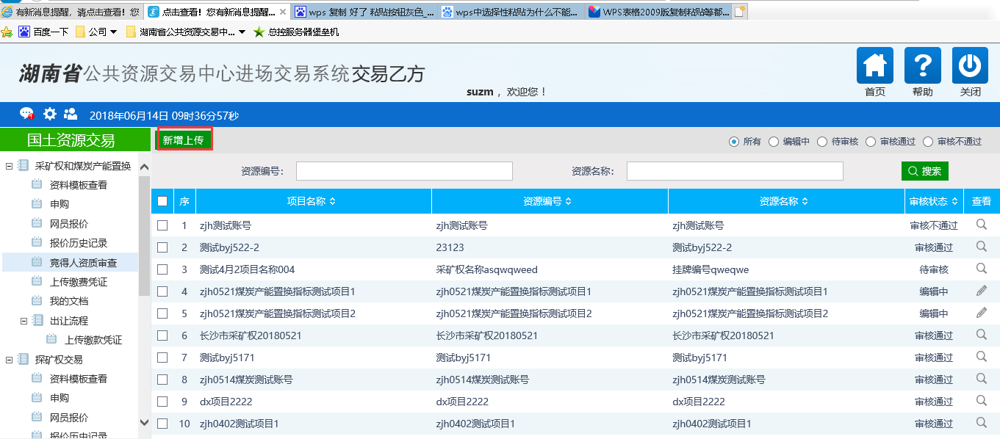 有新消息提醒，请点击查看！您
点击查看！您有新消息提醒...
wps 复制 好了 粘贴按钮灰色_...
wps中选择性粘贴为什么不能...
WPS表格2009版复制粘贴等都...
百度一下
公司
湖南省公共资源交易中...
总控服务器堡垒机
湖南省公共资源交易中心进场交易系统交易乙方
suzm ，欢迎您！
首页
帮助
关闭
2018年06月14日 09时36分57秒
国土资源交易
采矿权和煤炭产能置换
资料模板查看
申购
网员报价
报价历史记录
竞得人资质审查
上传缴费凭证
我的文档
出让流程
上传缴款凭证
探矿权交易
资料模板查看
申购
网员报价
报价历史记录
新增上传
所有 编辑中 待审核 审核通过 审核不通过
资源编号： 资源名称： 搜索
序 项目名称 资源编号 资源名称 审核状态 查看
1 zjh测试账号 zjh测试账号 zjh测试账号 审核不通过
2 测试byj522-2 23123 测试byj522-2 审核通过
3 测试4月2项目名称004 采矿权名称asqwqweed 挂牌编号qweqwe 待审核
4 zjh0521煤炭产能置换指标测试项目1 zjh0521煤炭产能置换指标测试项目1 zjh0521煤炭产能置换指标测试项目1 编辑中
5 zjh0521煤炭产能置换指标测试项目2 zjh0521煤炭产能置换指标测试项目2 zjh0521煤炭产能置换指标测试项目2 编辑中
6 长沙市采矿权20180521 长沙市采矿权20180521 长沙市采矿权20180521 审核通过
7 测试byj5171 测试byj5171 测试byj5171 审核通过
8 zjh0514煤炭测试账号 zjh0514煤炭测试账号 zjh0514煤炭测试账号 审核通过
9 dx项目2222 dx项目2222 dx项目2222 审核通过
10 zjh0402测试项目1 zjh0402测试项目1 zjh0402测试项目1 审核通过